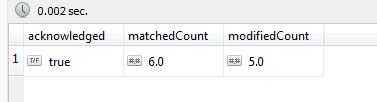 0.002 sec.
acknowledged matchedCount modifiedCount
1 T/F true #.# 6.0 #.# 5.0